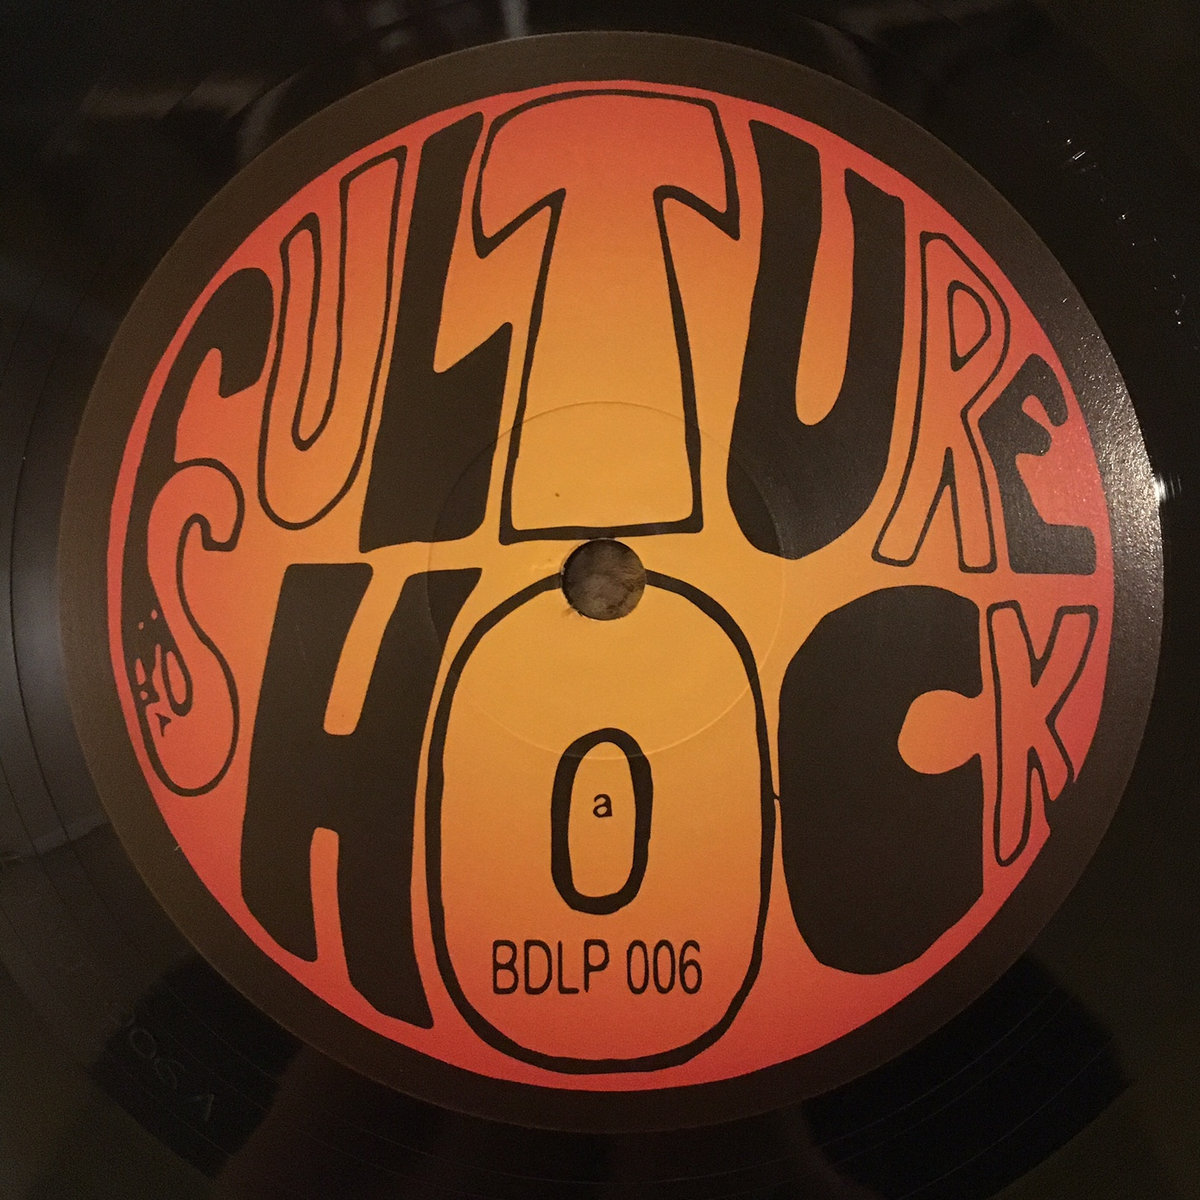 CULTURE
SHOCK
a
BDLP 006